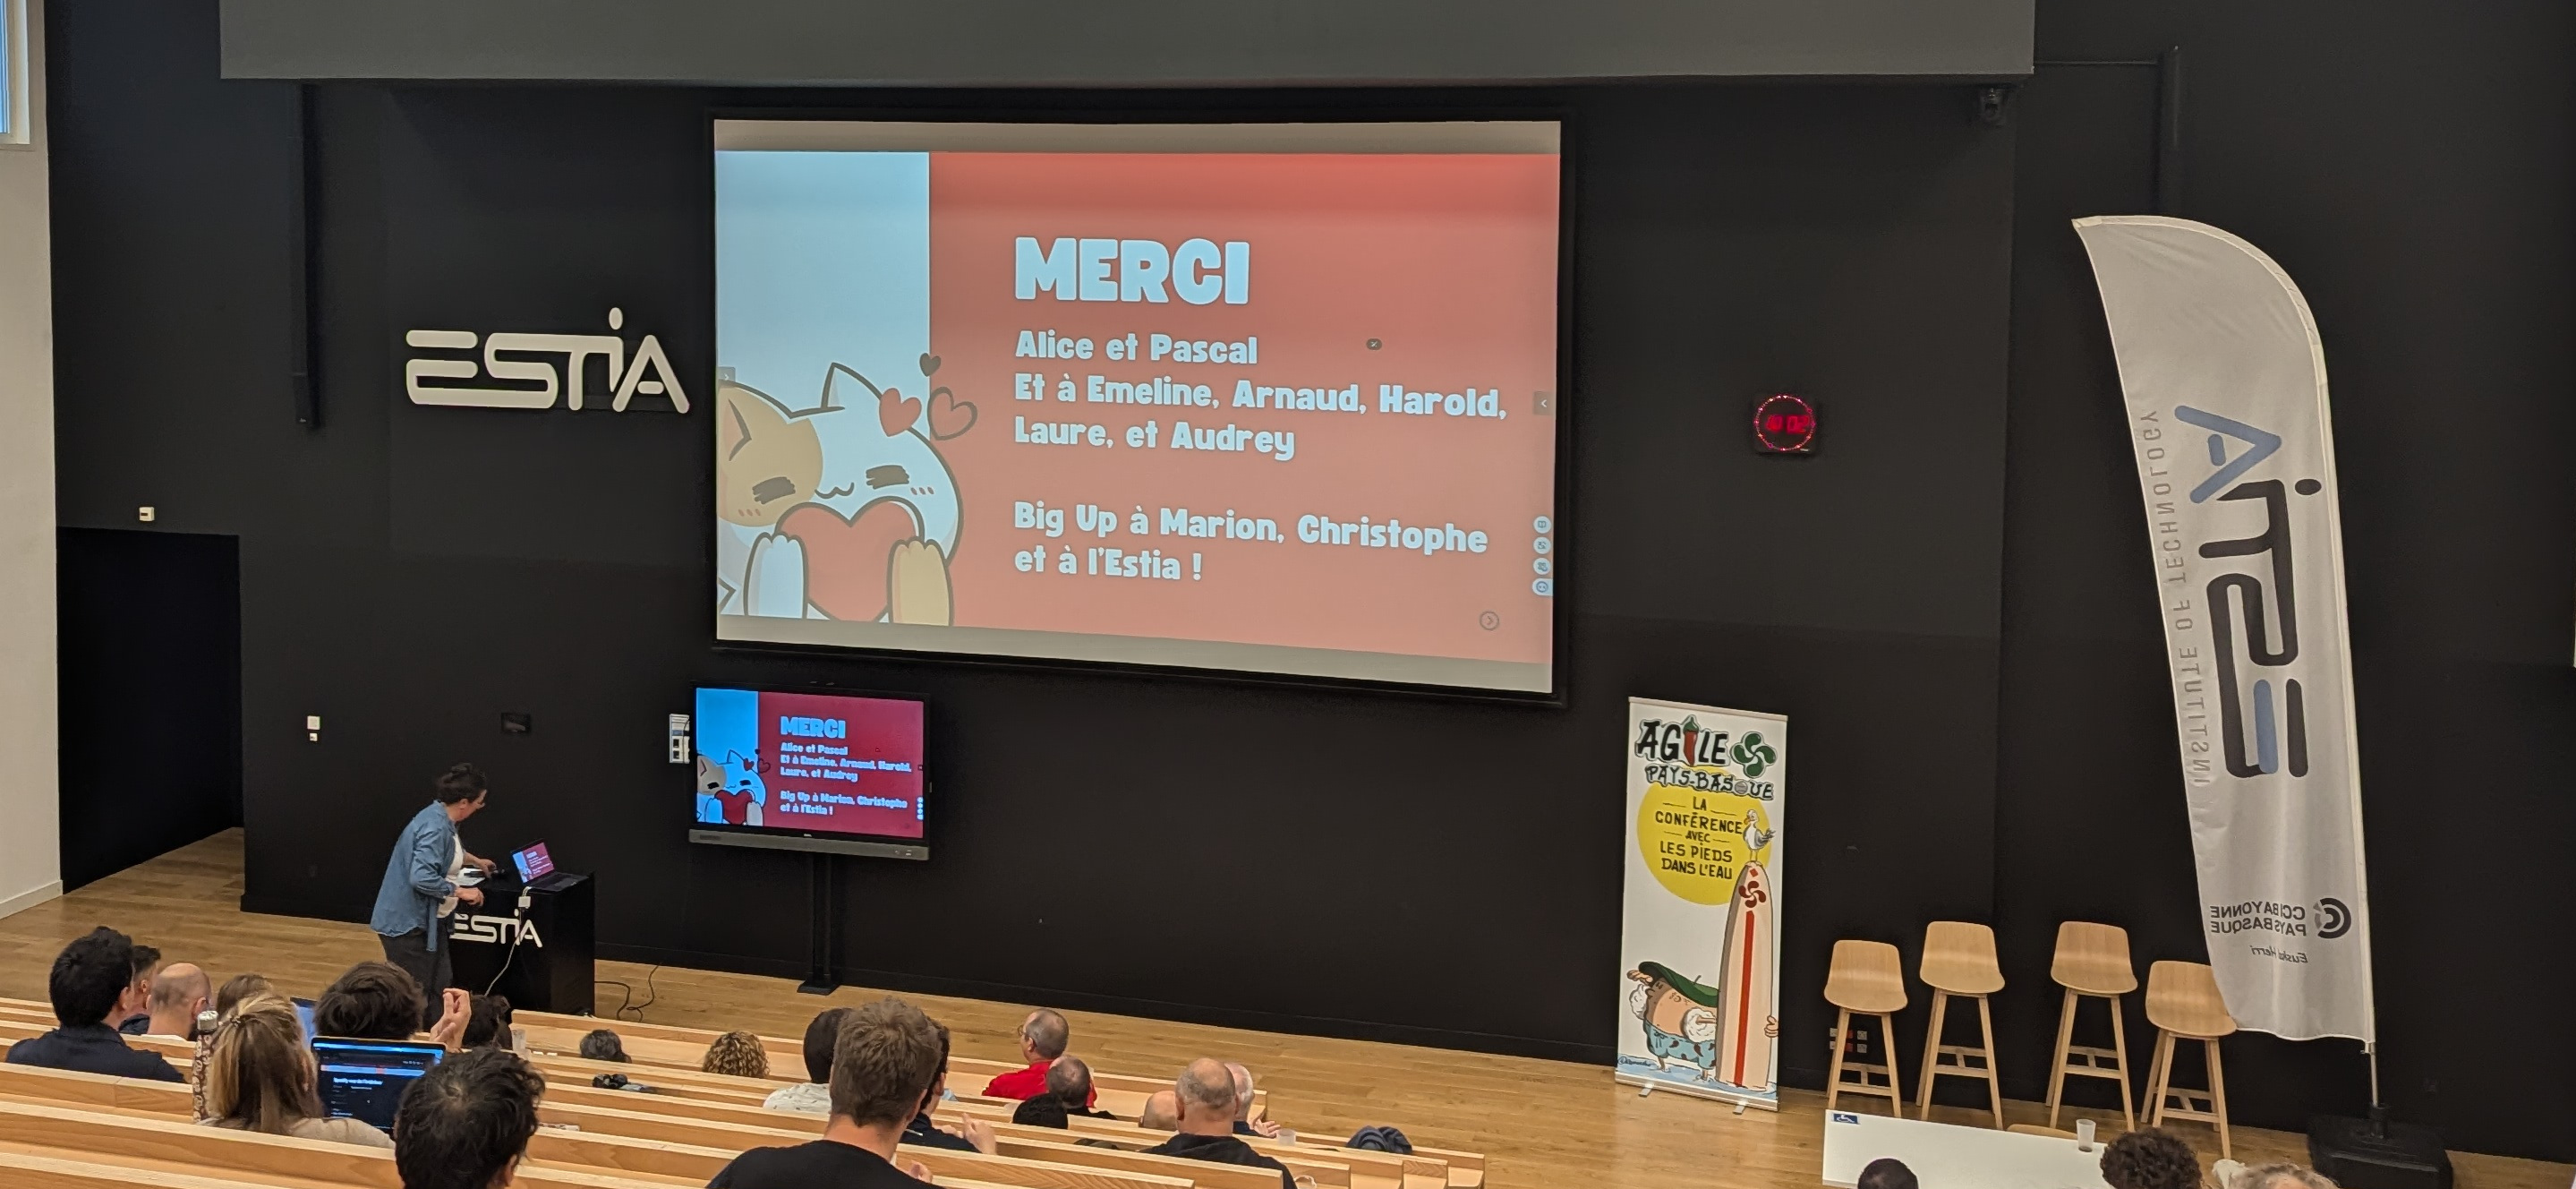 ESTIA
MERCI
Alice et Pascal
Et à Emeline, Arnaud, Harold,
Laure, et Audrey
Big Up à Marion, Christophe
et à l'Estia !
MERCI
Alice et Pascal
Et à Emeline, Arnaud, Harold,
Laure, et Audrey
Big Up à Marion, Christophe
et à l'Estia !
ESTIA
AGILE
PAYS-BASQUE
LA
CONFÉRENCE
AVEC
LES PIEDS
DANS L'EAU
ESTIA
INSTITUTE OF TECHNOLOGY
CCI BAYONNE
PAYS BASQUE
Euskal Herri